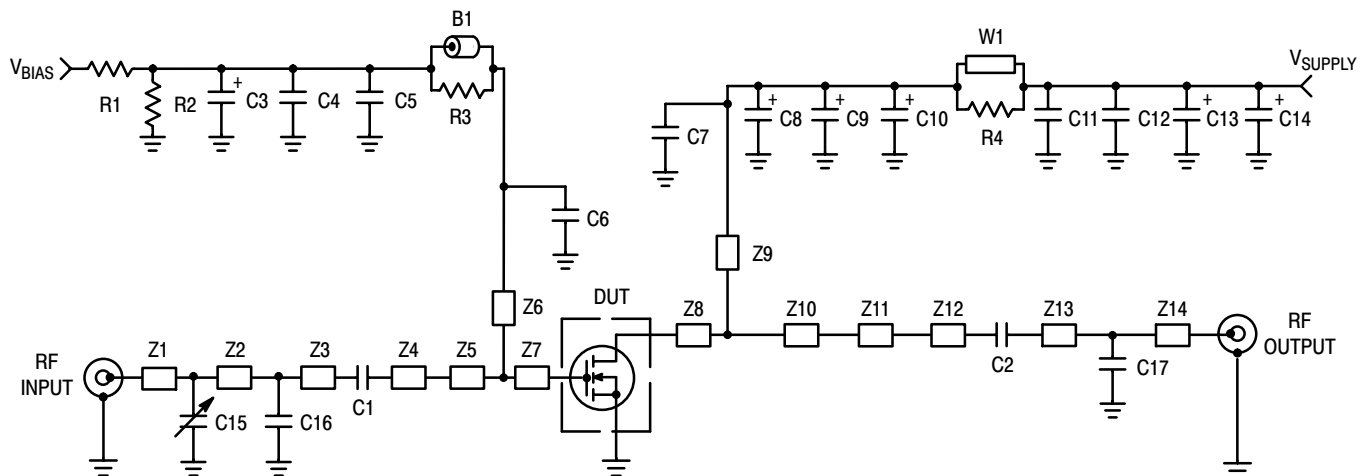 B1
W1
V_BIAS
V_SUPPLY
R1
R2
+
C3
C4
C5
R3
C7
+
C8
+
C9
+
C10
R4
C11
C12
+
C13
+
C14
C6
Z9
Z6
DUT
Z8
Z10
Z11
Z12
C2
Z13
Z14
RF
OUTPUT
C17
RF
INPUT
Z1
Z2
Z3
C1
Z4
Z5
Z7
C15
C16